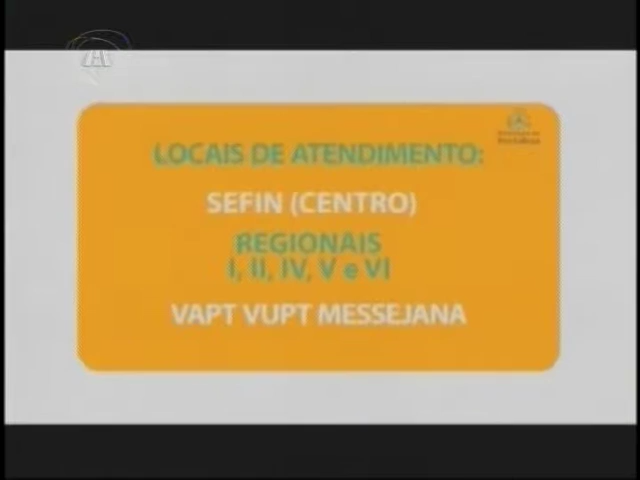 LOCAIS DE ATENDIMENTO:
SEFIN (CENTRO)
REGIONAIS
I, II, IV, V e VI
VAPT VUPT MESSEJANA